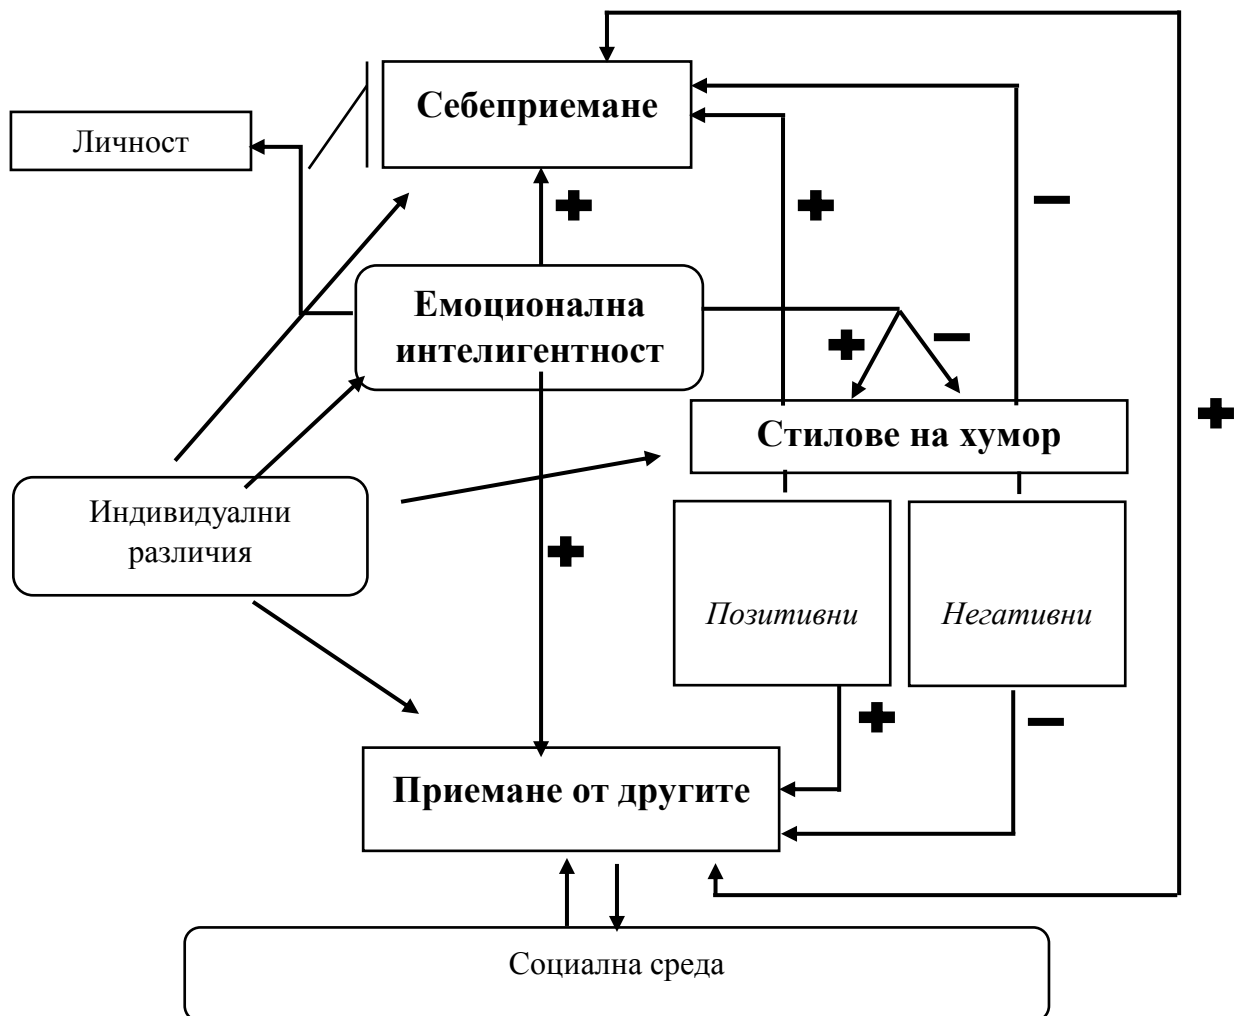 Себеприемане
Личност
+
+
−
Емоционална
интелигентност
+
−
+
Стилове на хумор
Индивидуални
различия
+
Позитивни
Негативни
+
−
Приемане от другите
Социална среда